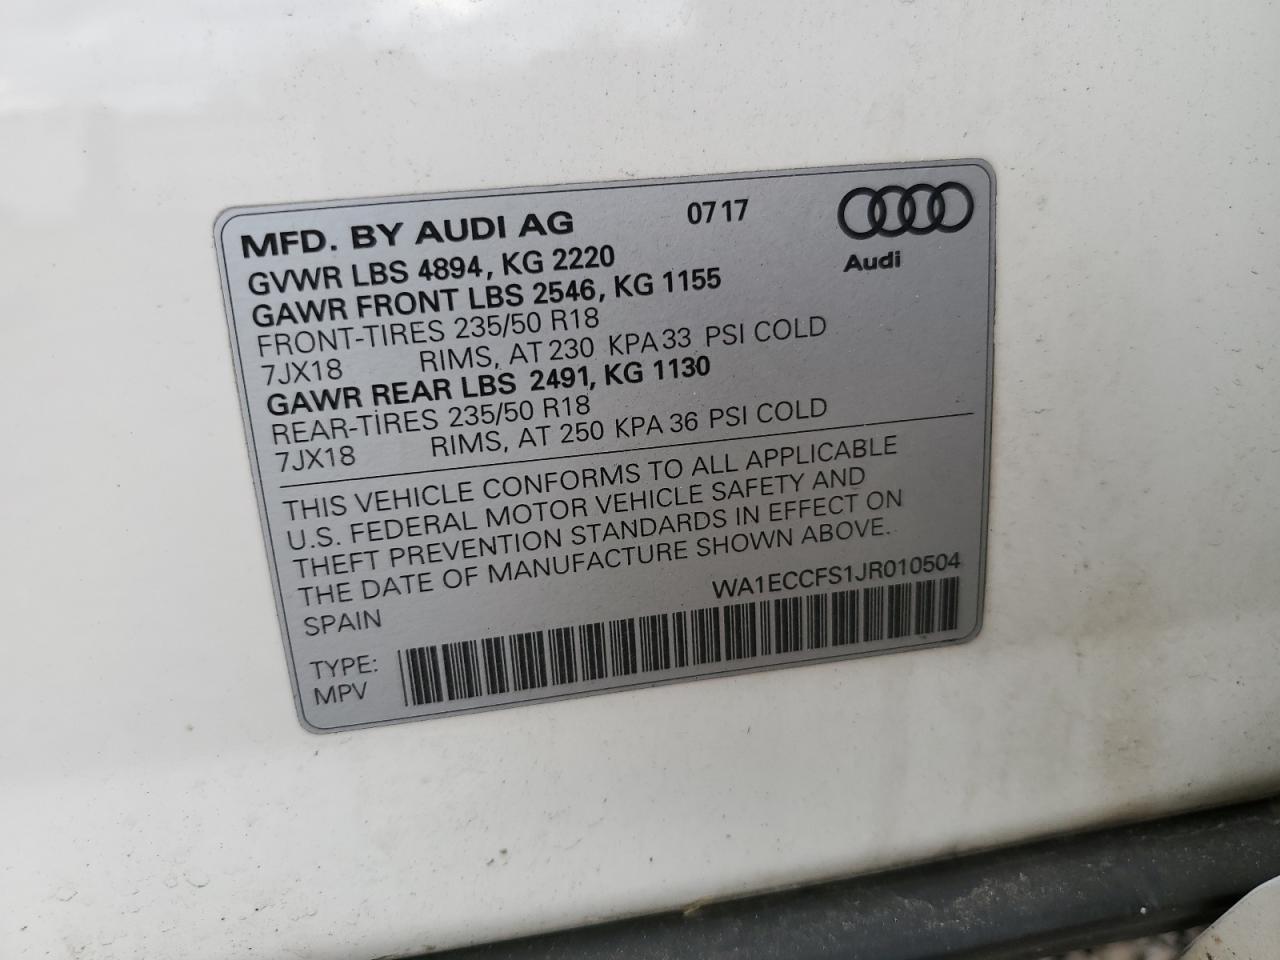 MFD. BY AUDI AG 0717
Audi
GVWR LBS 4894, KG 2220
GAWR FRONT LBS 2546, KG 1155
FRONT-TIRES 235/50 R18
7JX18 RIMS, AT 230 KPA 33 PSI COLD
GAWR REAR LBS 2491, KG 1130
REAR-TIRES 235/50 R18
7JX18 RIMS, AT 250 KPA 36 PSI COLD
THIS VEHICLE CONFORMS TO ALL APPLICABLE
U.S. FEDERAL MOTOR VEHICLE SAFETY AND
THEFT PREVENTION STANDARDS IN EFFECT ON
THE DATE OF MANUFACTURE SHOWN ABOVE.
SPAIN WA1ECCFS1JR010504
TYPE:
MPV